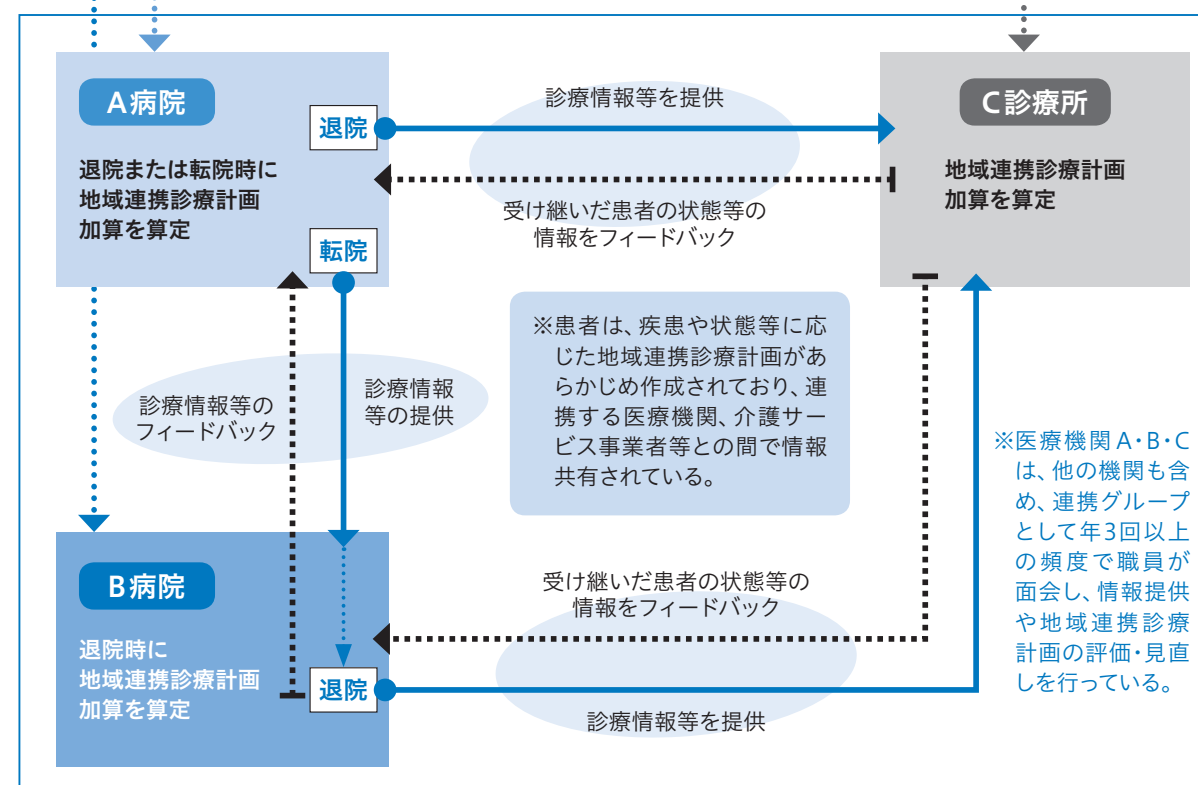 A病院
退院または転院時に
地域連携診療計画
加算を算定
退院
転院
診療情報等を提供
受け継いだ患者の状態等の
情報をフィードバック
C診療所
地域連携診療計画
加算を算定
診療情報等の
フィードバック
診療情報
等の提供
※患者は、疾患や状態等に応
じた地域連携診療計画があ
らかじめ作成されており、連
携する医療機関、介護サー
ビス事業者等との間で情報
共有されている。
※医療機関A・B・C
は、他の機関も含
め、連携グループ
として年3回以上
の頻度で職員が
面会し、情報提供
や地域連携診療
計画の評価・見直
しを行っている。
B病院
退院時に
地域連携診療計画
加算を算定
退院
受け継いだ患者の状態等の
情報をフィードバック
診療情報等を提供